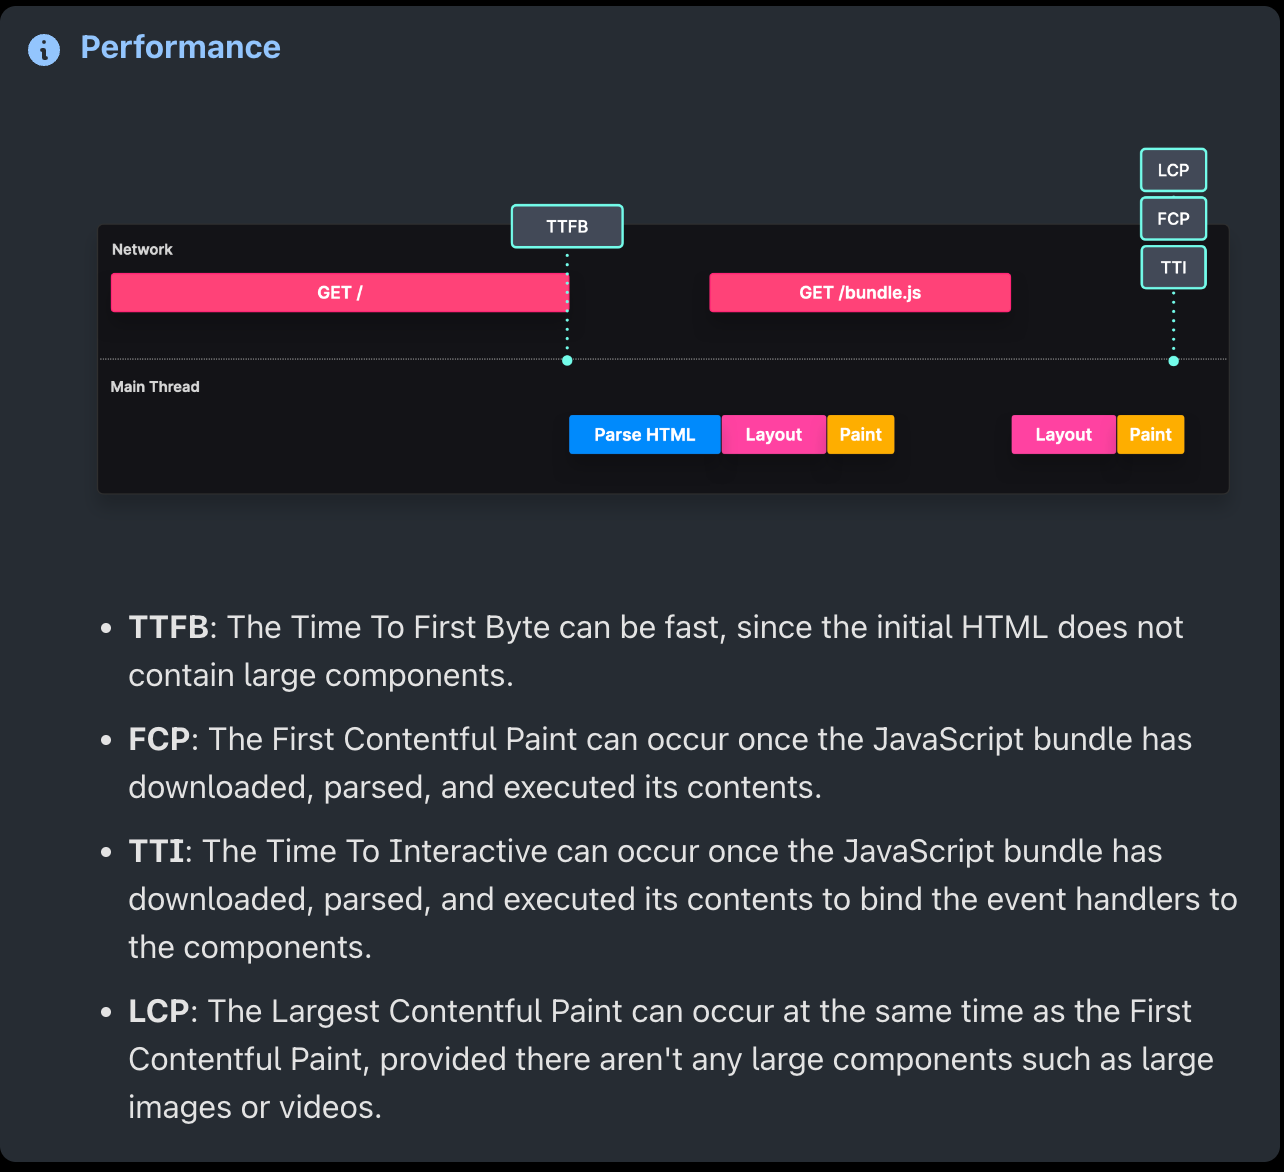 Performance
LCP
FCP
TTFB
TTI
Network
GET /
GET /bundle.js
Main Thread
Parse HTML
Layout
Paint
Layout
Paint
• TTFB: The Time To First Byte can be fast, since the initial HTML does not
contain large components.
• FCP: The First Contentful Paint can occur once the JavaScript bundle has
downloaded, parsed, and executed its contents.
• TTI: The Time To Interactive can occur once the JavaScript bundle has
downloaded, parsed, and executed its contents to bind the event handlers to
the components.
• LCP: The Largest Contentful Paint can occur at the same time as the First
Contentful Paint, provided there aren't any large components such as large
images or videos.